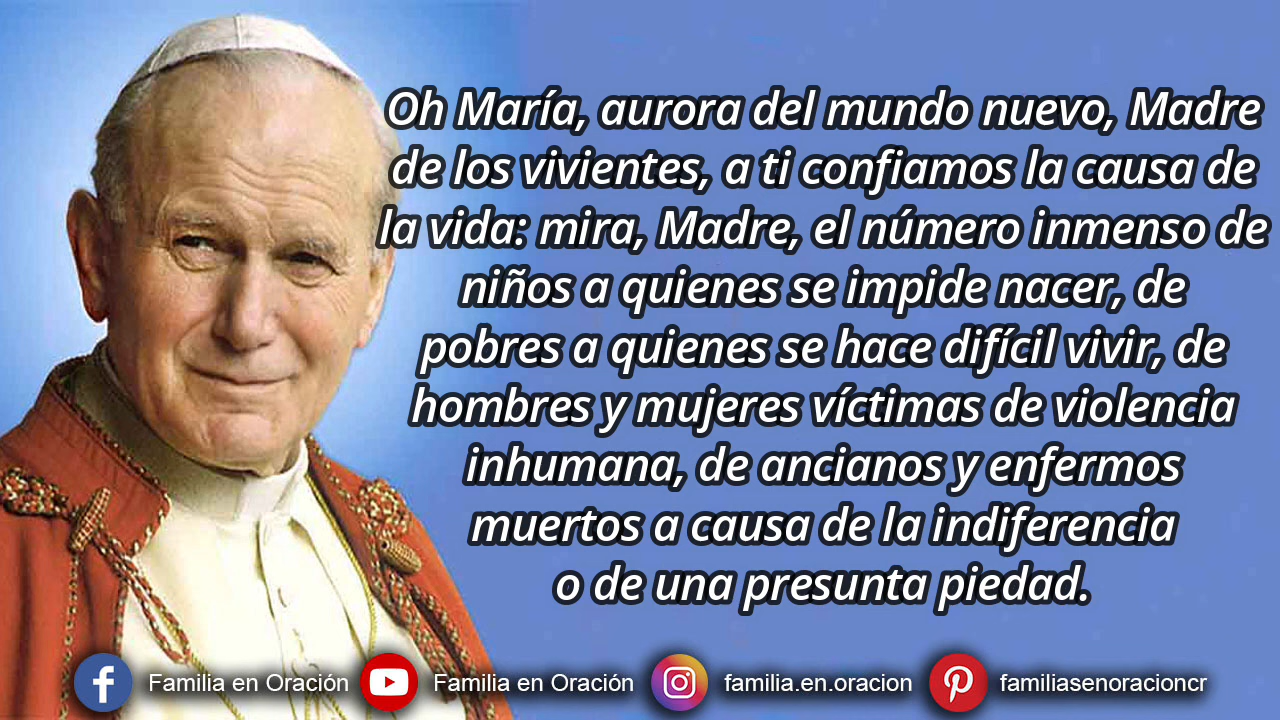 Oh María, aurora del mundo nuevo, Madre
de los vivientes, a ti confiamos la causa de
la vida: mira, Madre, el número inmenso de
niños a quienes se impide nacer, de
pobres a quienes se hace difícil vivir, de
hombres y mujeres víctimas de violencia
inhumana, de ancianos y enfermos
muertos a causa de la indiferencia
o de una presunta piedad.
Familia en Oración Familia en Oración familia.en.oracion familiasenoracioncr